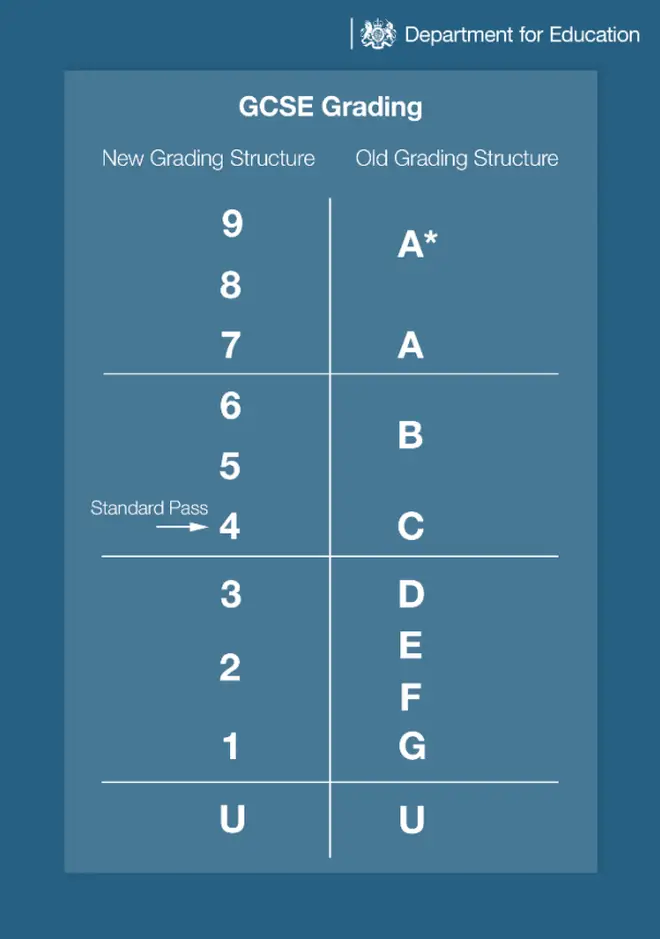 Department for Education
GCSE Grading
New Grading Structure Old Grading Structure
9
A*
8
7 A
6
B
5
Standard Pass
4 C
3 D
E
2
F
1 G
U U